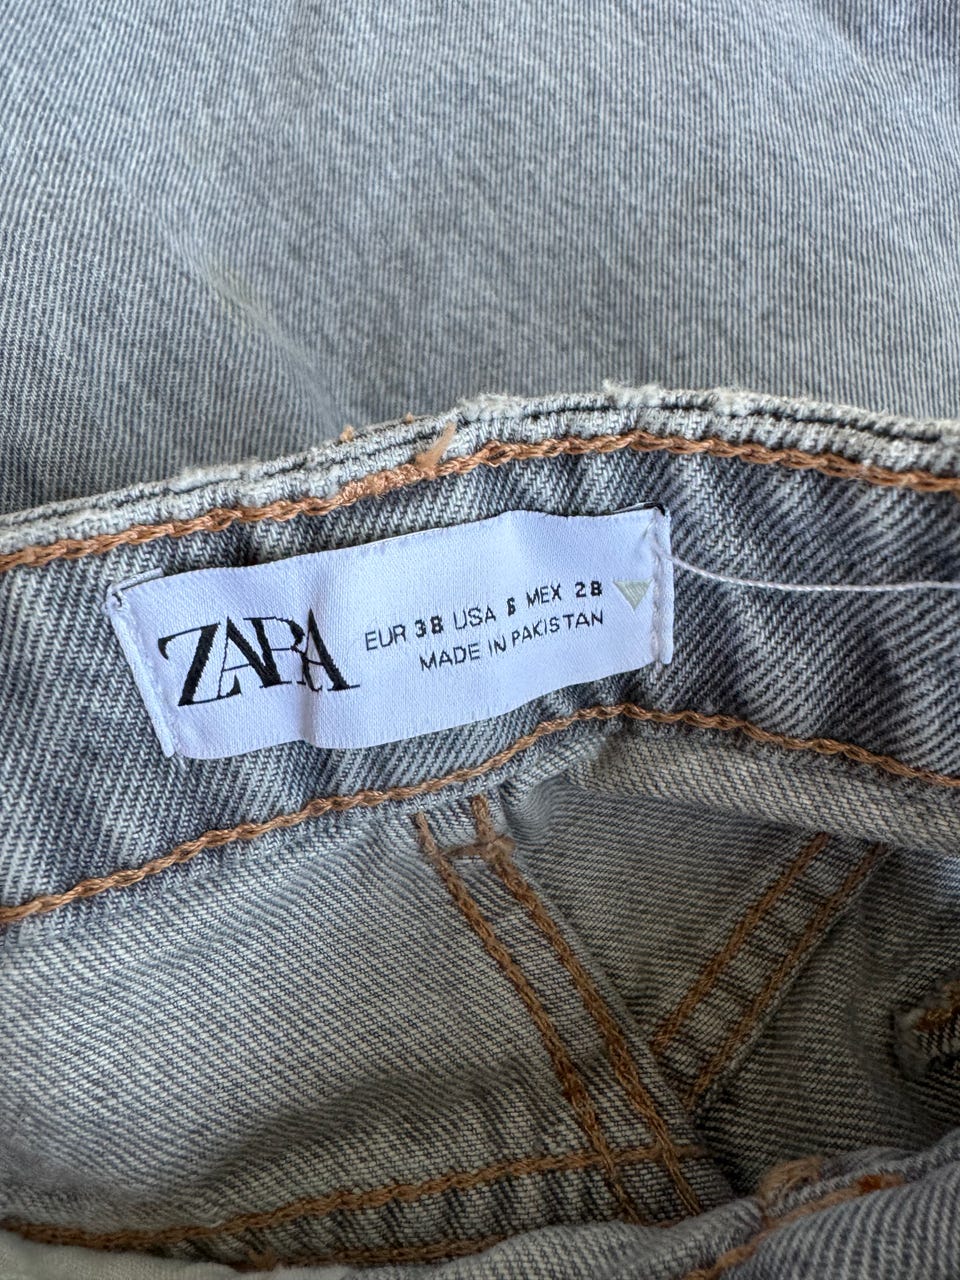 ZARA
EUR 38 USA 6 MEX 28
MADE IN PAKISTAN